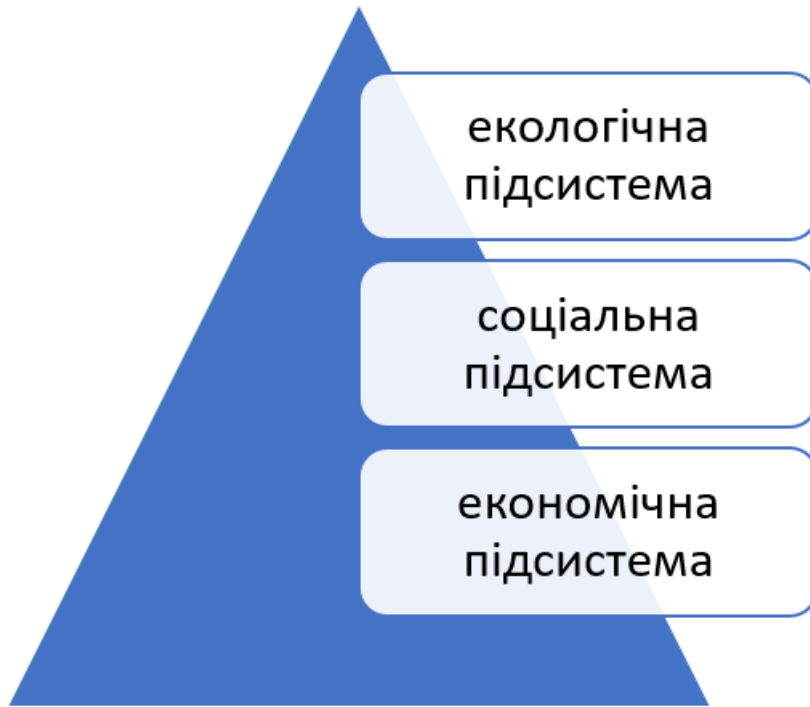 екологічна
підсистема
соціальна
підсистема
економічна
підсистема